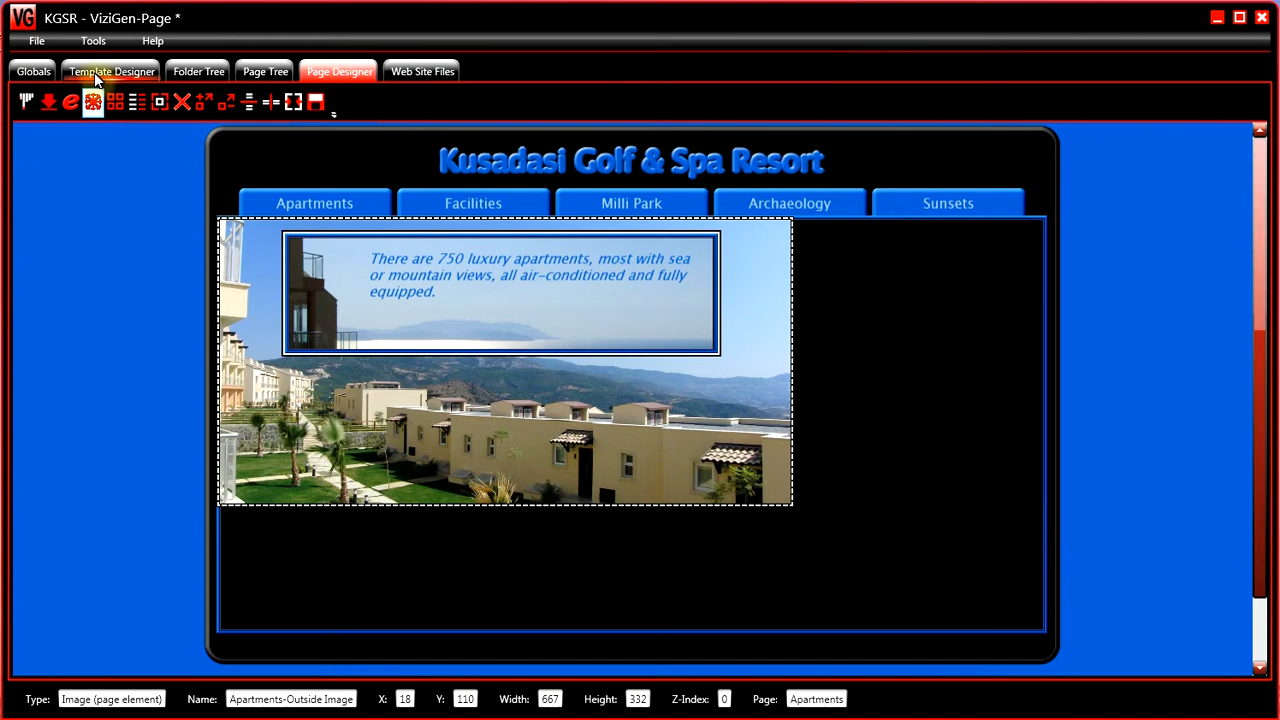 VG KGSR - ViziGen-Page *
File Tools Help
Globals Template Designer Folder Tree Page Tree Page Designer Web Site Files
Kusadasi Golf & Spa Resort
Apartments Facilities Milli Park Archaeology Sunsets
There are 750 luxury apartments, most with sea
or mountain views, all air-conditioned and fully
equipped.
Type: Image (page element) Name: Apartments-Outside Image X: 18 Y: 110 Width: 667 Height: 332 Z-Index: 0 Page: Apartments